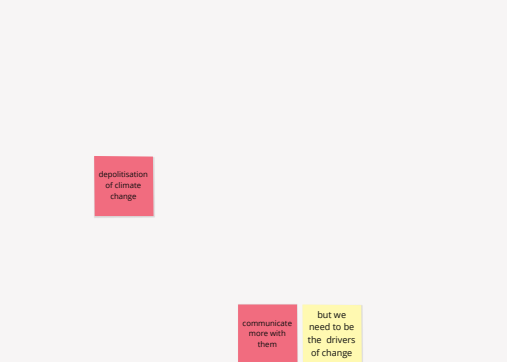 depolitisation
of climate
change
communicate
more with
them
but we
need to be
the drivers
of change